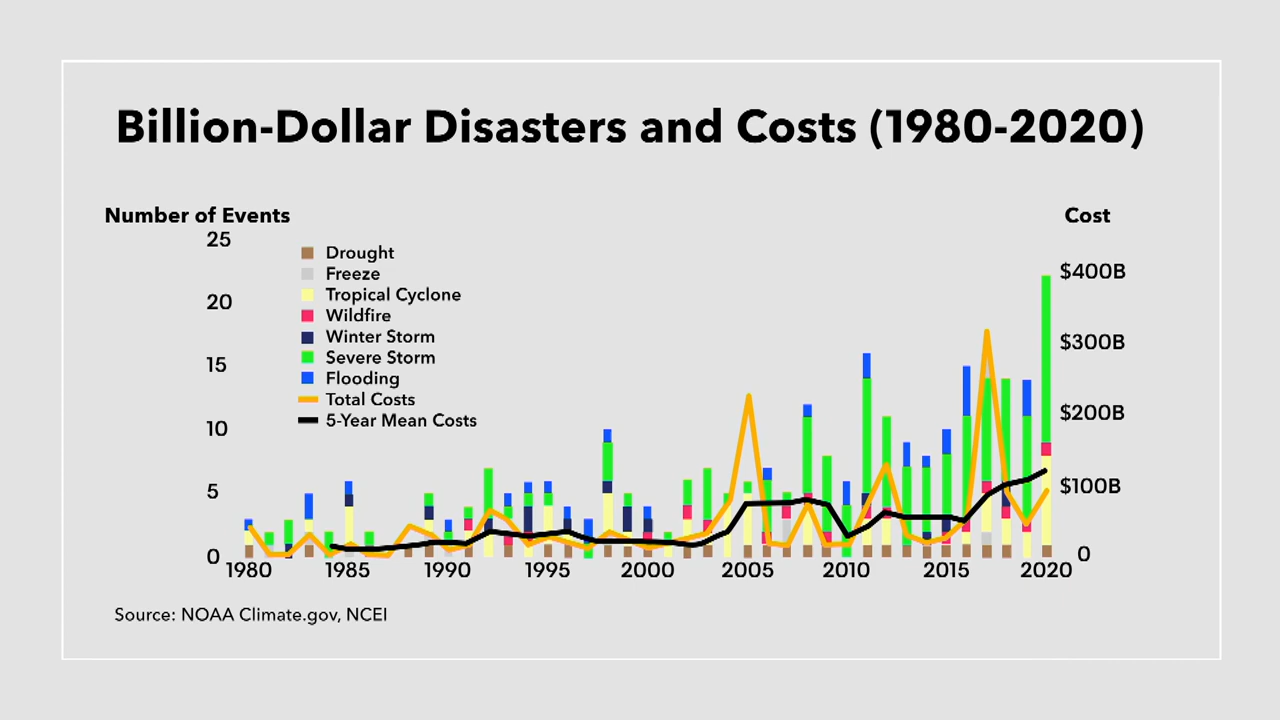 Billion-Dollar Disasters and Costs (1980-2020)
Number of Events
Cost
25
20
15
10
5
0
Drought
Freeze
Tropical Cyclone
Wildfire
Winter Storm
Severe Storm
Flooding
Total Costs
5-Year Mean Costs
$400B
$300B
$200B
$100B
0
1980 1985 1990 1995 2000 2005 2010 2015 2020
Source: NOAA Climate.gov, NCEI